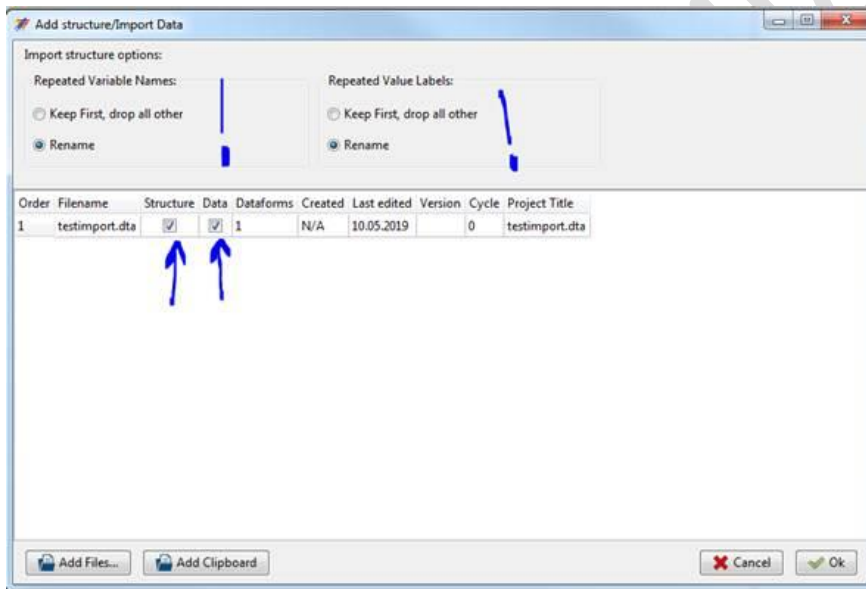 Add structure/Import Data
Import structure options:
Repeated Variable Names:
Repeated Value Labels:
Keep First, drop all other
Keep First, drop all other
Rename
Rename
Order Filename Structure Data Dataforms Created Last edited Version Cycle Project Title
1 testimport.dta 1 N/A 10.05.2019 0 testimport.dta
Add Files...
Add Clipboard
Cancel
Ok